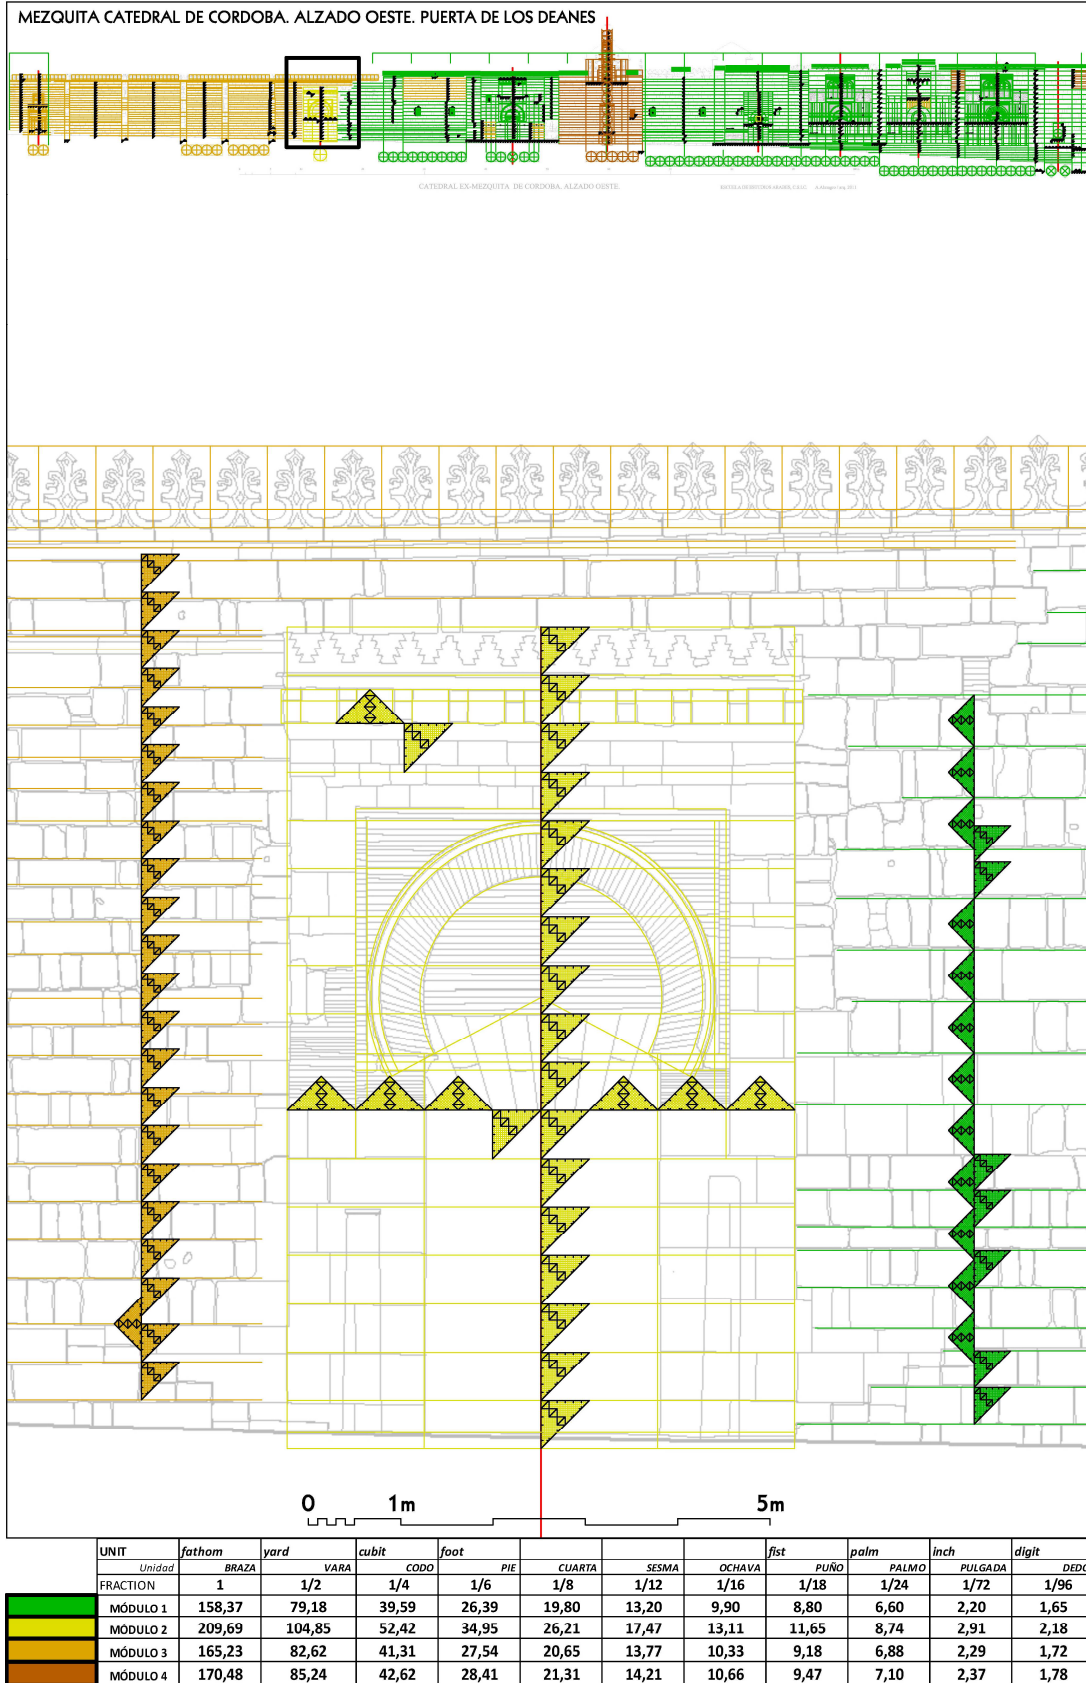 MEZQUITA CATEDRAL DE CORDOBA. ALZADO OESTE. PUERTA DE LOS DEANES
CATEDRAL EX-MEZQUITA DE CORDOBA. ALZADO OESTE.
ESCUELA DE ESTUDIOS ARABES, C.S.I.C.
0 1m 5m
UNIT fathom yard cubit foot fist palm inch digit
Unidad BRAZA VARA CODO PIE CUARTA SESMA OCHAVA PUÑO PALMO PULGADA DEDO
FRACTION 1 1/2 1/4 1/6 1/8 1/12 1/16 1/18 1/24 1/72 1/96
MÓDULO 1 158,37 79,18 39,59 26,39 19,80 13,20 9,90 8,80 6,60 2,20 1,65
MÓDULO 2 209,69 104,85 52,42 34,95 26,21 17,47 13,11 11,65 8,74 2,91 2,18
MÓDULO 3 165,23 82,62 41,31 27,54 20,65 13,77 10,33 9,18 6,88 2,29 1,72
MÓDULO 4 170,48 85,24 42,62 28,41 21,31 14,21 10,66 9,47 7,10 2,37 1,78